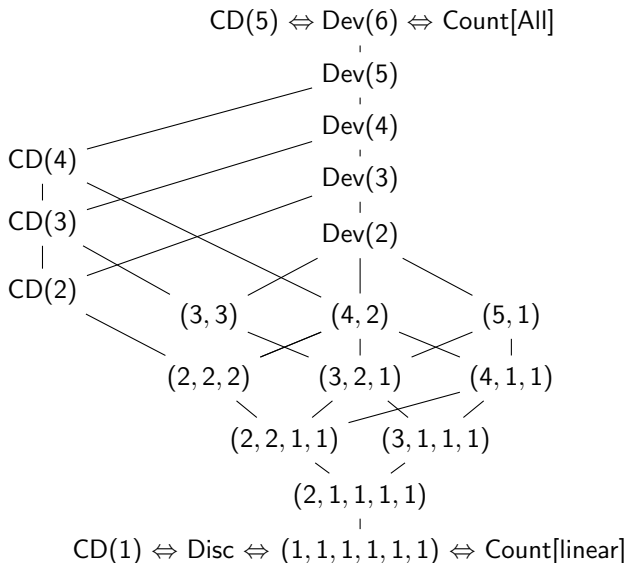 CD(5) ⇔ Dev(6) ⇔ Count[All]
Dev(5)
Dev(4)
CD(4)
Dev(3)
CD(3)
Dev(2)
CD(2)
(3, 3) (4, 2) (5, 1)
(2, 2, 2) (3, 2, 1) (4, 1, 1)
(2, 2, 1, 1) (3, 1, 1, 1)
(2, 1, 1, 1, 1)
CD(1) ⇔ Disc ⇔ (1, 1, 1, 1, 1, 1) ⇔ Count[linear]